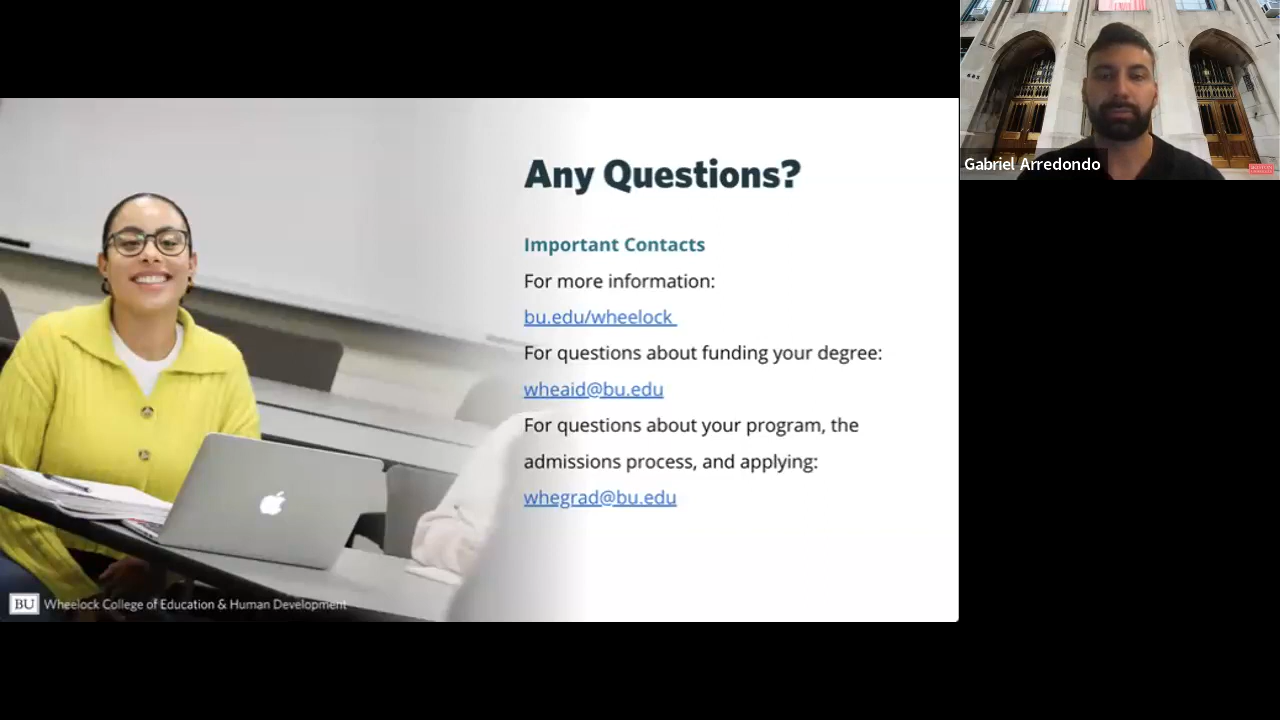 Any Questions?
Important Contacts
For more information:
bu.edu/wheelock
For questions about funding your degree:
wheaid@bu.edu
For questions about your program, the
admissions process, and applying:
whegrad@bu.edu
BU Wheelock College of Education & Human Development
Gabriel Arredondo